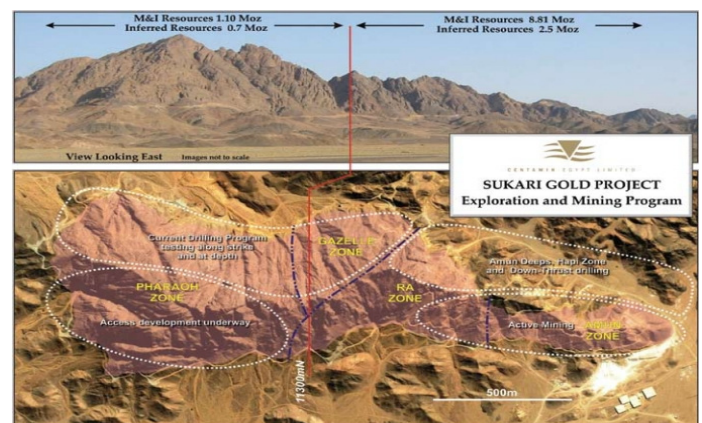 M&I Resources 1.10 Moz
Inferred Resources 0.7 Moz
M&I Resources 8.81 Moz
Inferred Resources 2.5 Moz
View Looking East
Images not to scale
CENTAMIN EGYPT LIMITED
SUKARI GOLD PROJECT
Exploration and Mining Program
Current Drilling Program
testing along strike
and at depth
GAZELLE
ZONE
Aman Deeps, Hapi Zone
and Down-Thrust drilling
PHARAOH
ZONE
RA
ZONE
Access development underway
Active Mining
AMUN
ZONE
11300mN
500m